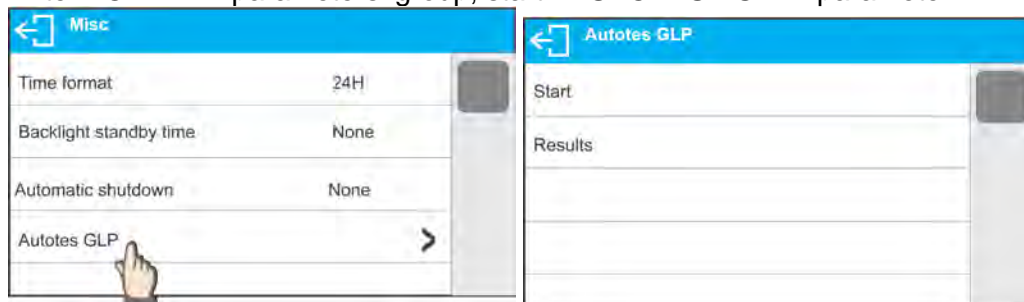 Misc
Time format 24H
Backlight standby time None
Automatic shutdown None
Autotes GLP >
Autotes GLP
Start
Results